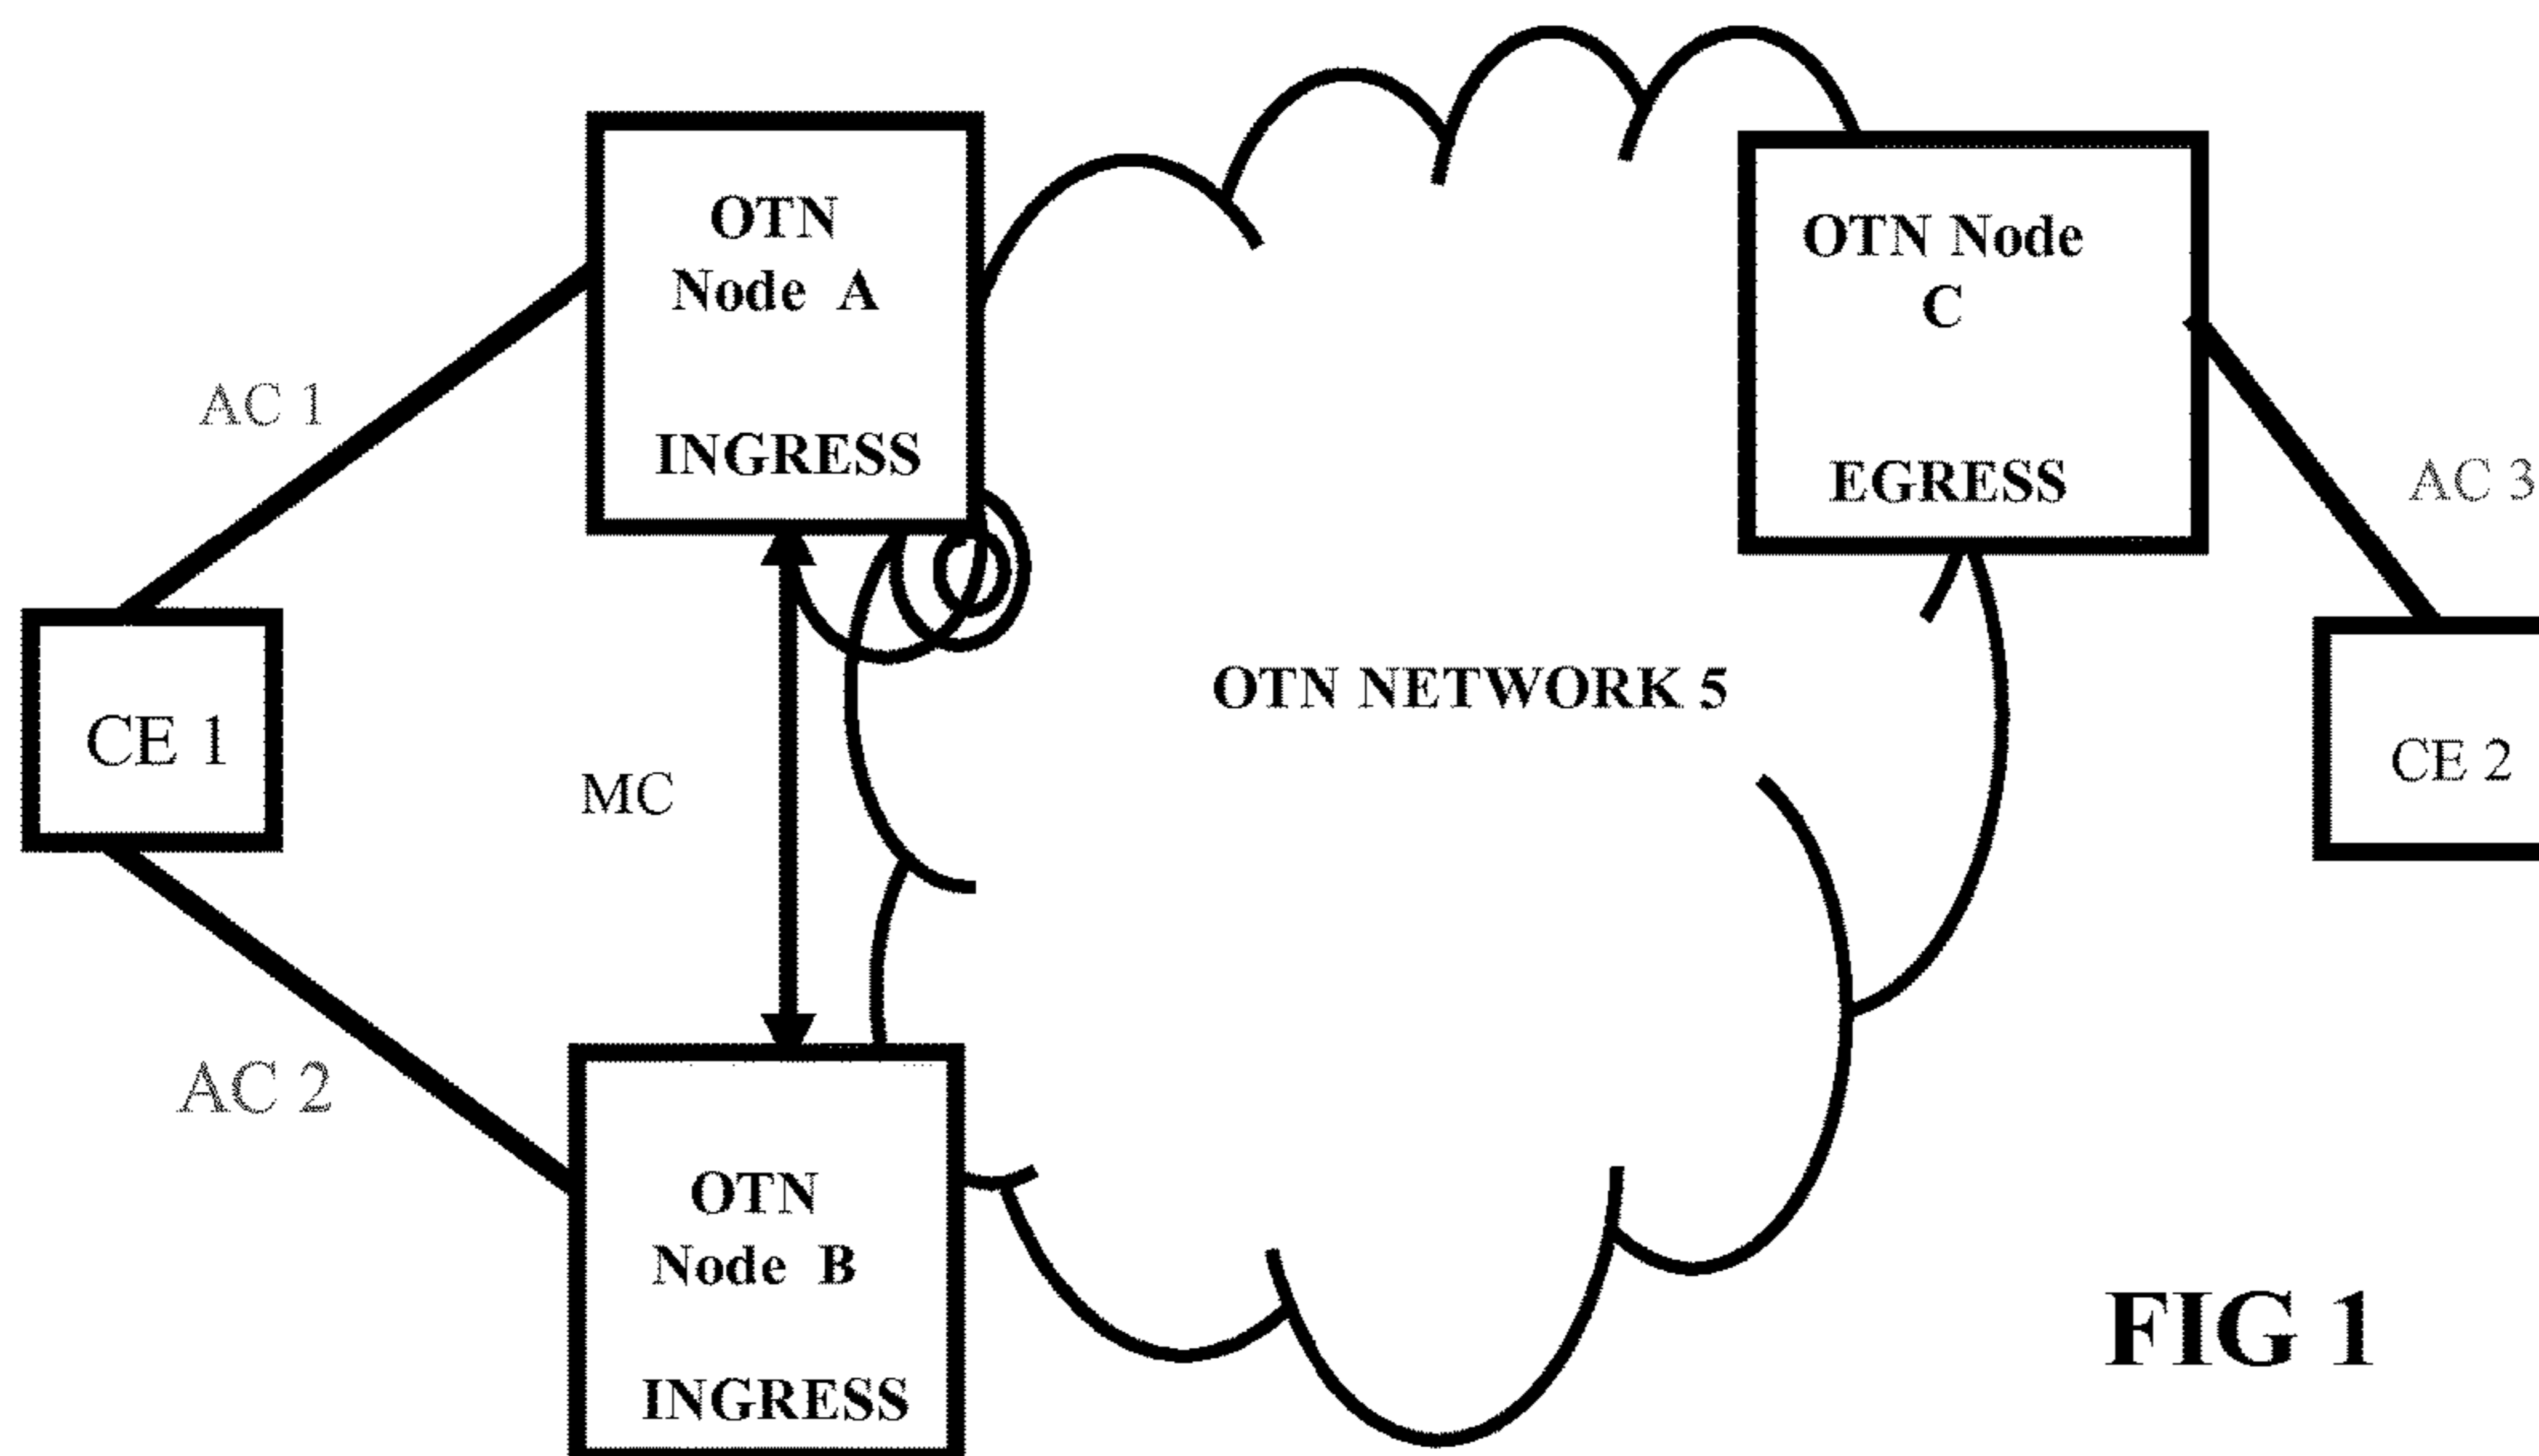 OTN
Node A
INGRESS
OTN Node
C
EGRESS
AC 1
AC 3
CE 1
MC
OTN NETWORK 5
CE 2
AC 2
OTN
Node B
INGRESS
FIG 1